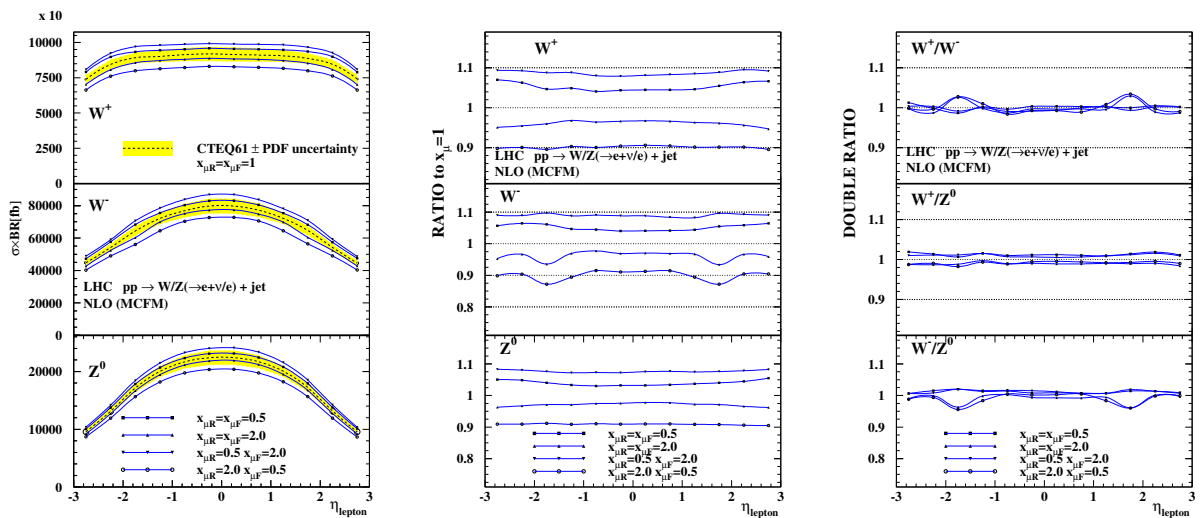 x 10
10000
7500
5000
2500
0
W+
CTEQ61 ± PDF uncertainty
xμR=xμF=1
σ×BR[fb]
80000
60000
40000
20000
0
W-
LHC pp → W/Z(→e+ν/e) + jet
NLO (MCFM)
20000
10000
0
Z0
xμR=xμF=0.5
xμR=xμF=2.0
xμR=0.5 xμF=2.0
xμR=2.0 xμF=0.5
-3 -2 -1 0 1 2 3
ηlepton
RATIO to xμ=1
W+
1.1
1
0.9
LHC pp → W/Z(→e+ν/e) + jet
NLO (MCFM)
W-
1.1
1
0.9
0.8
Z0
1.1
1
0.9
0.8
0.7
xμR=xμF=0.5
xμR=xμF=2.0
xμR=0.5 xμF=2.0
xμR=2.0 xμF=0.5
-3 -2 -1 0 1 2 3
ηlepton
DOUBLE RATIO
W+/W-
1.1
1
0.9
LHC pp → W/Z(→e+ν/e) + jet
NLO (MCFM)
W+/Z0
1.1
1
0.9
W-/Z0
1.1
1
0.9
0.8
0.7
xμR=xμF=0.5
xμR=xμF=2.0
xμR=0.5 xμF=2.0
xμR=2.0 xμF=0.5
-3 -2 -1 0 1 2 3
ηlepton